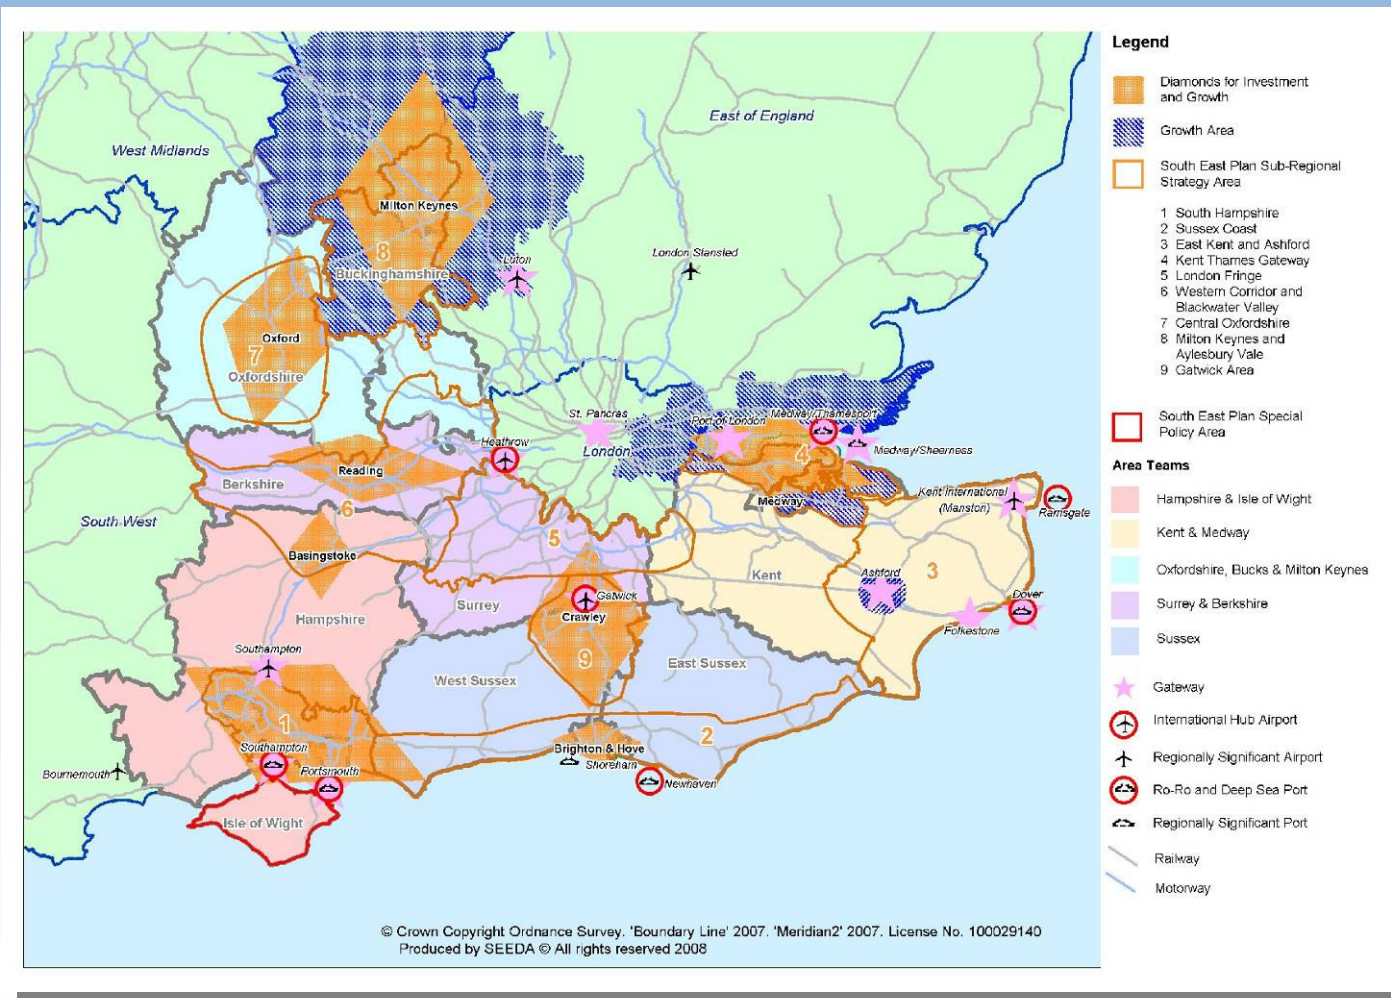 West Midlands
East of England
Milton Keynes
8
Buckinghamshire
Luton
London Stansted
Oxford
7
Oxfordshire
St. Pancras
Port of London
Medway/Thamesport
Heathrow
London
4
Medway/Sheerness
Reading
Berkshire
Medway
Kent International
(Manston)
Ramsgate
6
South West
5
Basingstoke
Kent
Ashford
3
Surrey
Gatwick
Dover
Hampshire
Crawley
Folkestone
Southampton
9
East Sussex
West Sussex
1
2
Southampton
Brighton & Hove
Shoreham
Portsmouth
Bournemouth
Newhaven
Isle of Wight
© Crown Copyright Ordnance Survey. 'Boundary Line' 2007. 'Meridian2' 2007. License No. 100029140
Produced by SEEDA © All rights reserved 2008
Legend
Diamonds for Investment
and Growth
Growth Area
South East Plan Sub-Regional
Strategy Area
1 South Hampshire
2 Sussex Coast
3 East Kent and Ashford
4 Kent Thames Gateway
5 London Fringe
6 Western Corridor and
Blackwater Valley
7 Central Oxfordshire
8 Milton Keynes and
Aylesbury Vale
9 Gatwick Area
South East Plan Special
Policy Area
Area Teams
Hampshire & Isle of Wight
Kent & Medway
Oxfordshire, Bucks & Milton Keynes
Surrey & Berkshire
Sussex
Gateway
International Hub Airport
Regionally Significant Airport
Ro-Ro and Deep Sea Port
Regionally Significant Port
Railway
Motorway